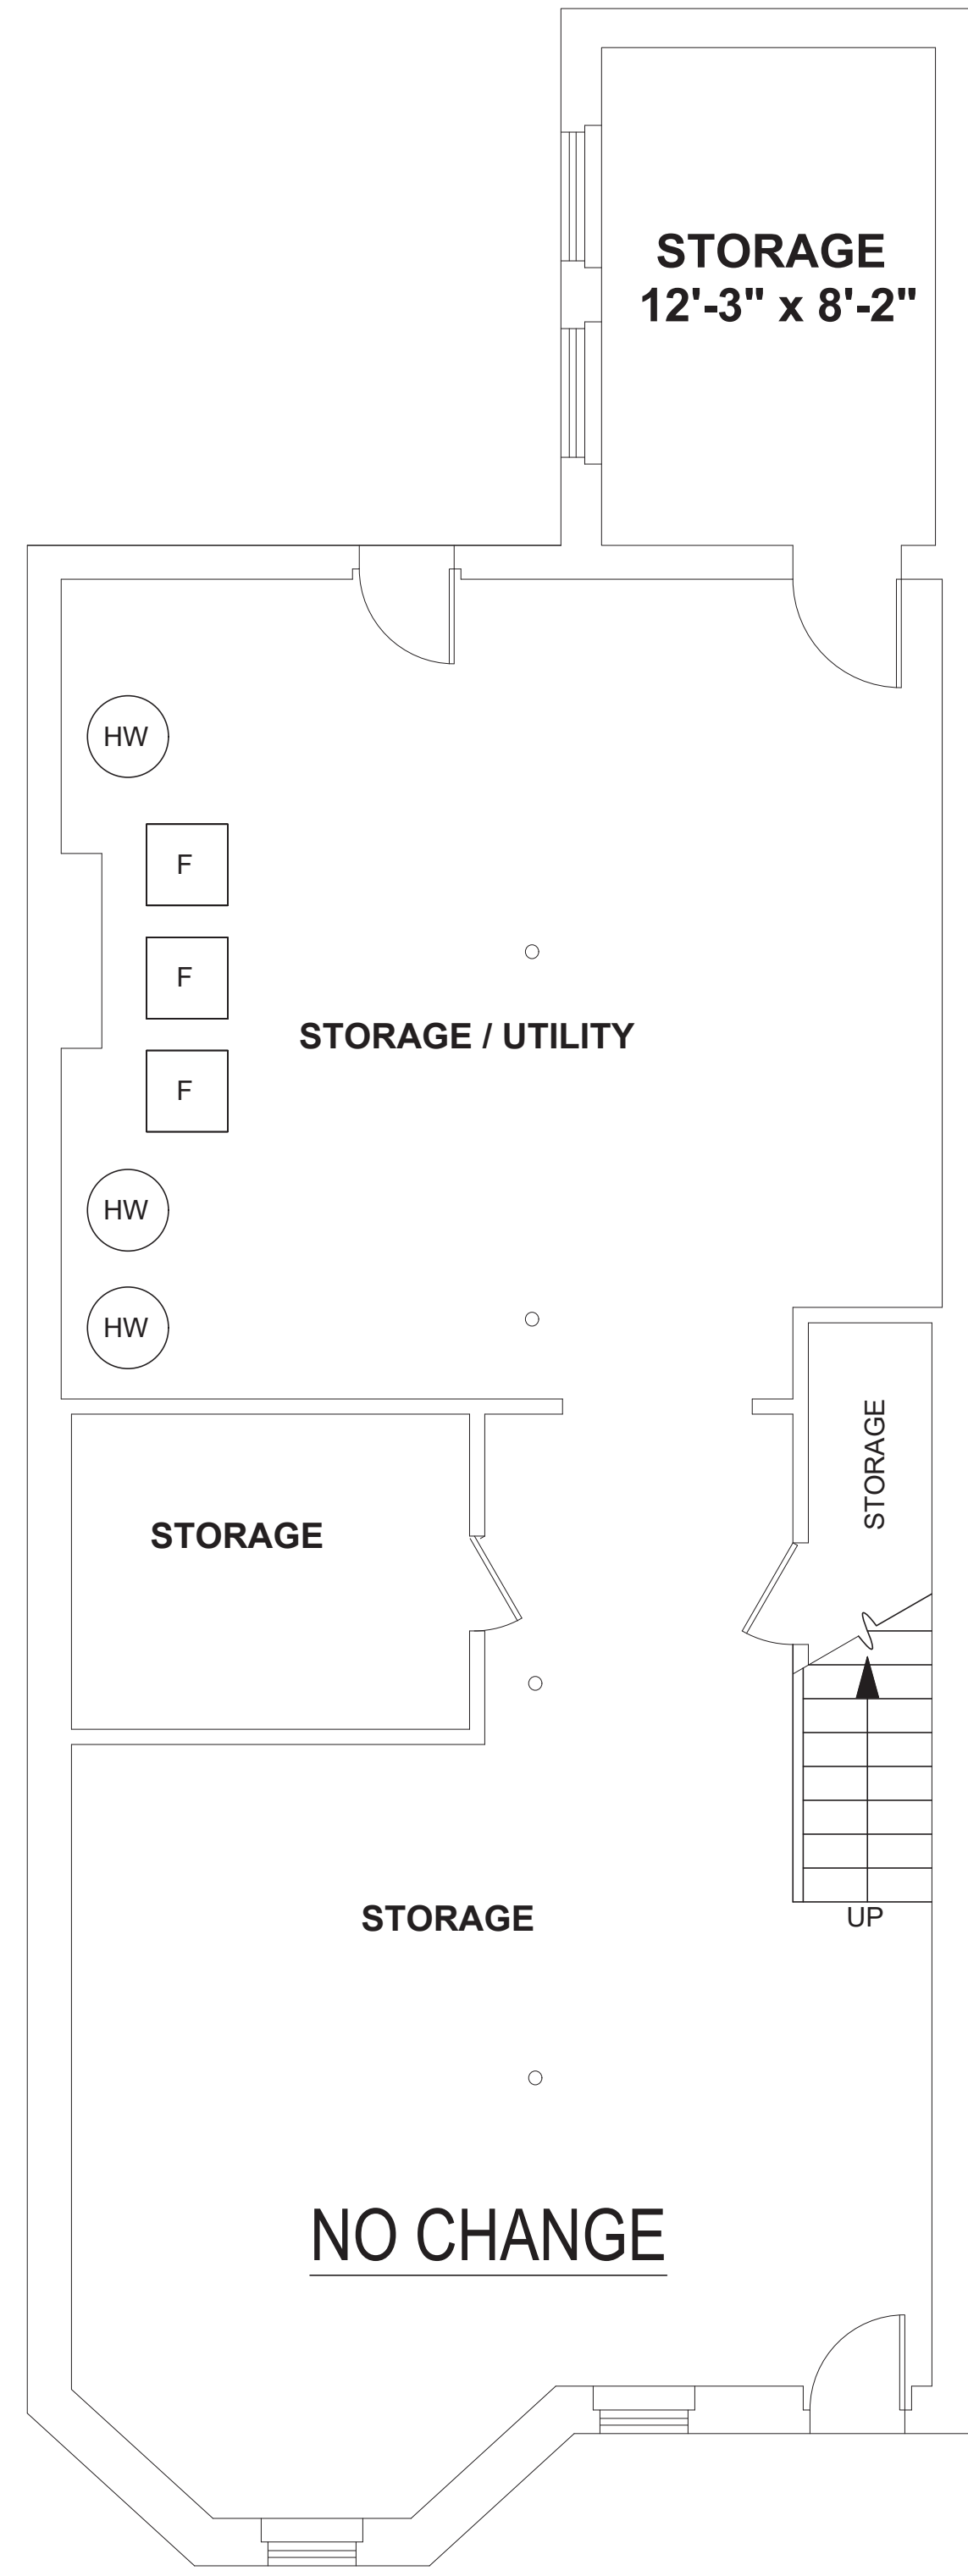 STORAGE
12'-3" x 8'-2"
HW
F
F
STORAGE / UTILITY
F
HW
HW
STORAGE
STORAGE
STORAGE
UP
NO CHANGE